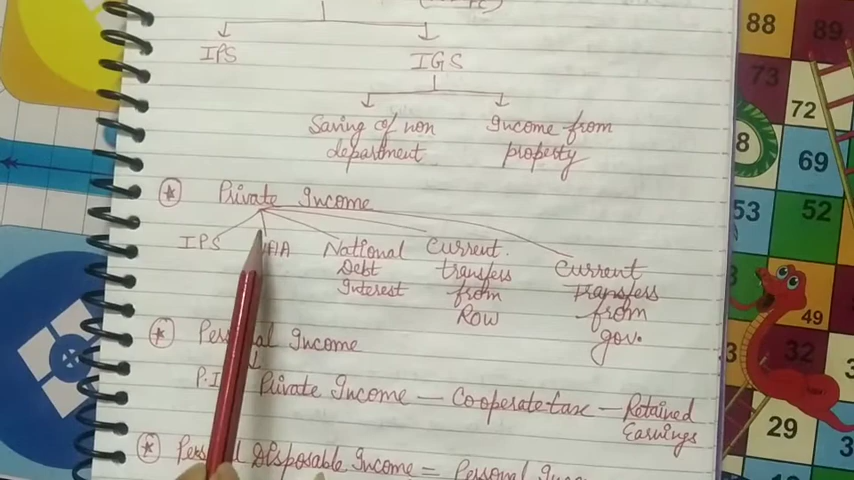 IPS
IGS
Saving of non
department
Income from
property
* Private Income
IPS
National
Debt
Interest
Current
transfers
from
ROW
Current
transfers
from
gov.
* Income
Private Income – Cooperate tax – Retained
Earnings
* Disposable Income = Personal
88
89
73
72
8
69
53
52
49
32
29